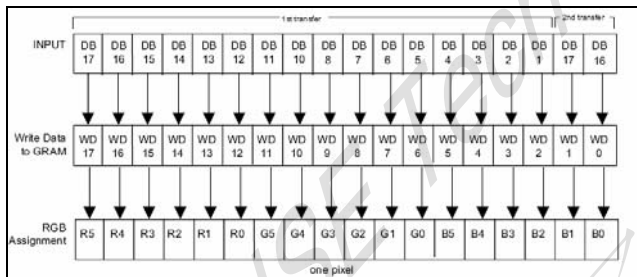 1st transfer 2nd transfer
INPUT DB 17 DB 16 DB 15 DB 14 DB 13 DB 12 DB 11 DB 10 DB 8 DB 7 DB 6 DB 5 DB 4 DB 3 DB 2 DB 1 DB 17 DB 16
Write Data to GRAM WD 17 WD 16 WD 15 WD 14 WD 13 WD 12 WD 11 WD 10 WD 9 WD 8 WD 7 WD 6 WD 5 WD 4 WD 3 WD 2 WD 1 WD 0
RGB Assignment R5 R4 R3 R2 R1 R0 G5 G4 G3 G2 G1 G0 B5 B4 B3 B2 B1 B0
one pixel